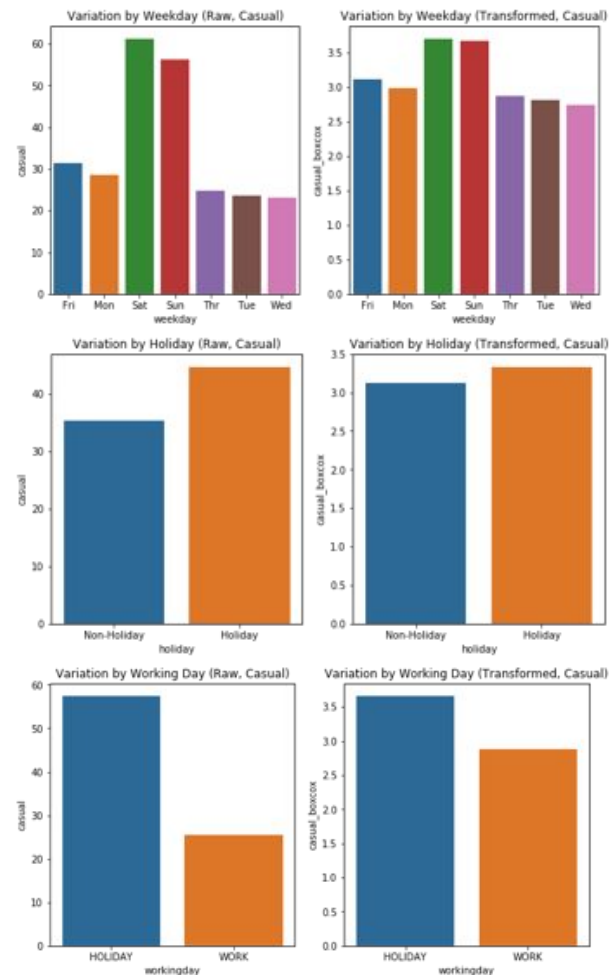 Variation by Weekday (Raw, Casual)
60
50
40
30
20
10
0
casual
Fri Mon Sat Sun Thr Tue Wed
weekday
Variation by Weekday (Transformed, Casual)
3.5
3.0
2.5
2.0
1.5
1.0
0.5
0.0
casual_boxcox
Fri Mon Sat Sun Thr Tue Wed
weekday
Variation by Holiday (Raw, Casual)
40
30
20
10
0
casual
Non-Holiday Holiday
holiday
Variation by Holiday (Transformed, Casual)
3.5
3.0
2.5
2.0
1.5
1.0
0.5
0.0
casual_boxcox
Non-Holiday Holiday
holiday
Variation by Working Day (Raw, Casual)
60
50
40
30
20
10
0
casual
HOLIDAY WORK
workingday
Variation by Working Day (Transformed, Casual)
3.5
3.0
2.5
2.0
1.5
1.0
0.5
0.0
casual_boxcox
HOLIDAY WORK
workingday